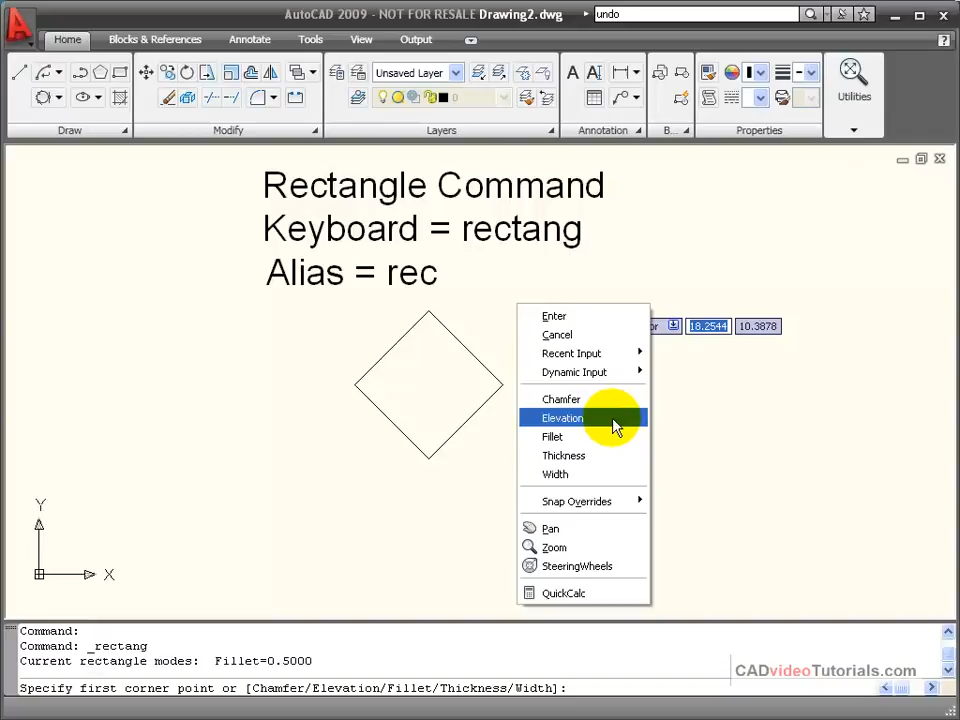 AutoCAD 2009 - NOT FOR RESALE Drawing2.dwg
undo
Home
Blocks & References
Annotate
Tools
View
Output
Unsaved Layer
0
Utilities
Draw
Modify
Layers
Annotation
B...
Properties
Rectangle Command
Keyboard = rectang
Alias = rec
or
18.2544
10.3878
Enter
Cancel
Recent Input
Dynamic Input
Chamfer
Elevation
Fillet
Thickness
Width
Snap Overrides
Pan
Zoom
SteeringWheels
QuickCalc
Y
X
Command:
Command: _rectang
Current rectangle modes:  Fillet=0.5000
Specify first corner point or [Chamfer/Elevation/Fillet/Thickness/Width]:
CADvideoTutorials.com